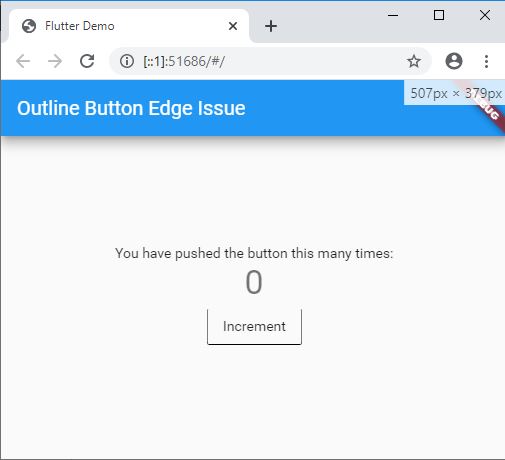 Flutter Demo
[::1]:51686/#/
507px × 379px
Outline Button Edge Issue
You have pushed the button this many times:
0
Increment